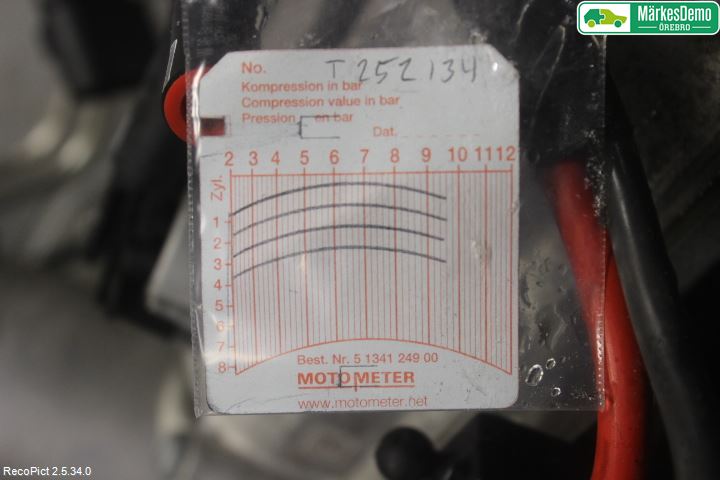 MärkesDemo
ÖREBRO
No. T 252134
Kompression in bar
Compression value in bar
Pression en bar
Dat.
2 3 4 5 6 7 8 9 10 11 12
Zyl.
1
2
3
4
5
6
7
8
Best. Nr. 5 1341 249 00
MOTOMETER
www.motometer.net
RecoPict 2.5.34.0